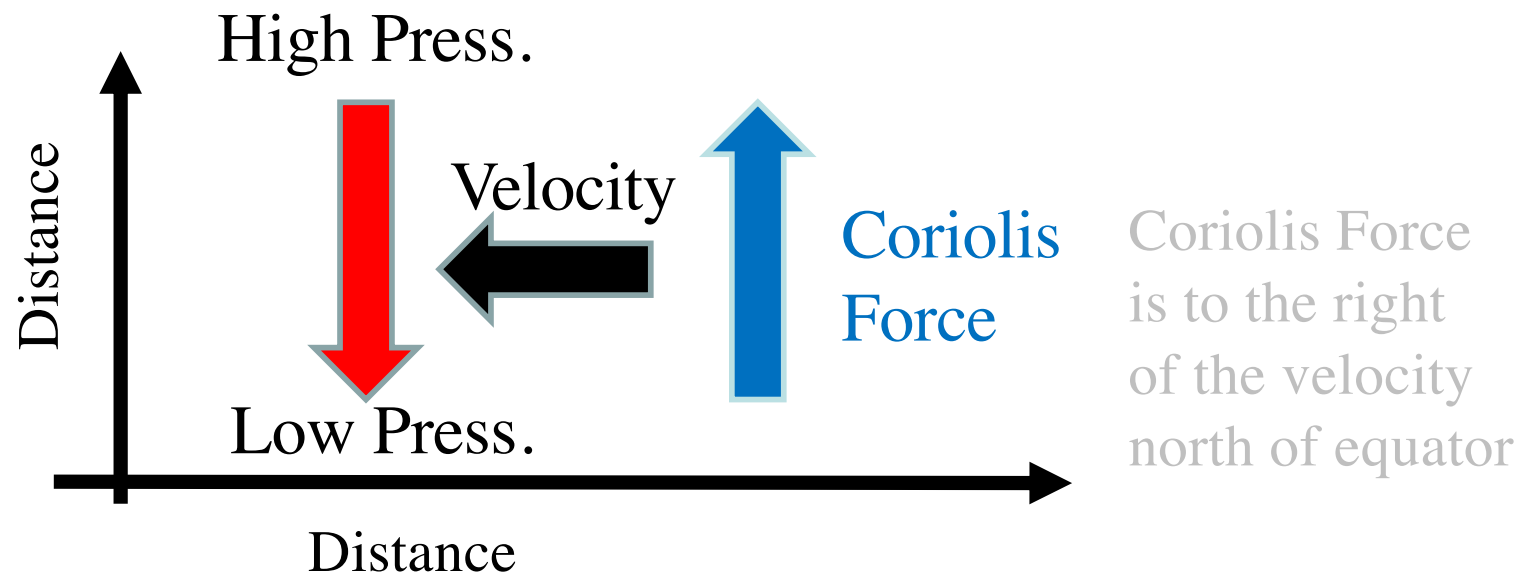 High Press.
Distance
Velocity
Coriolis
Force
Coriolis Force
is to the right
of the velocity
north of equator
Low Press.
Distance